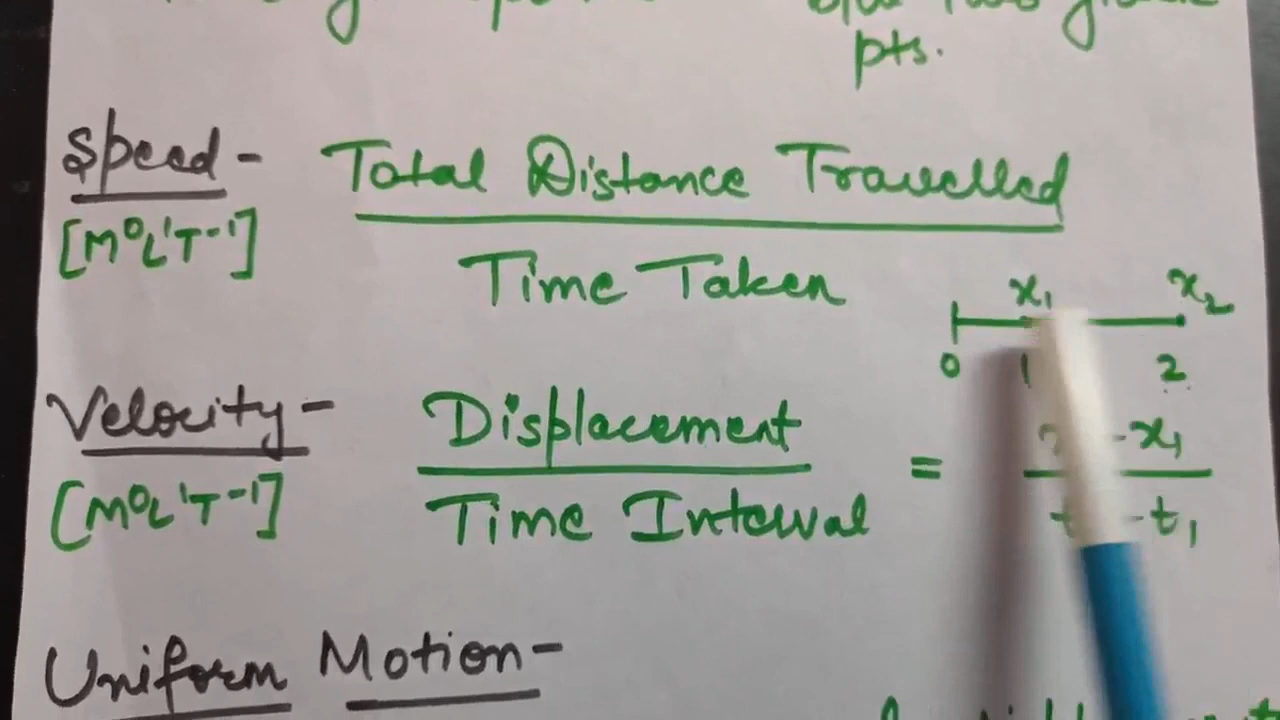 pts.
Speed - Total Distance Travelled
[M⁰L¹T⁻¹]
Time Taken
x₁ x₂
0 1 2
Velocity - Displacement
= -x₁
[M⁰L¹T⁻¹] Time Interval
t -t₁
Uniform Motion -